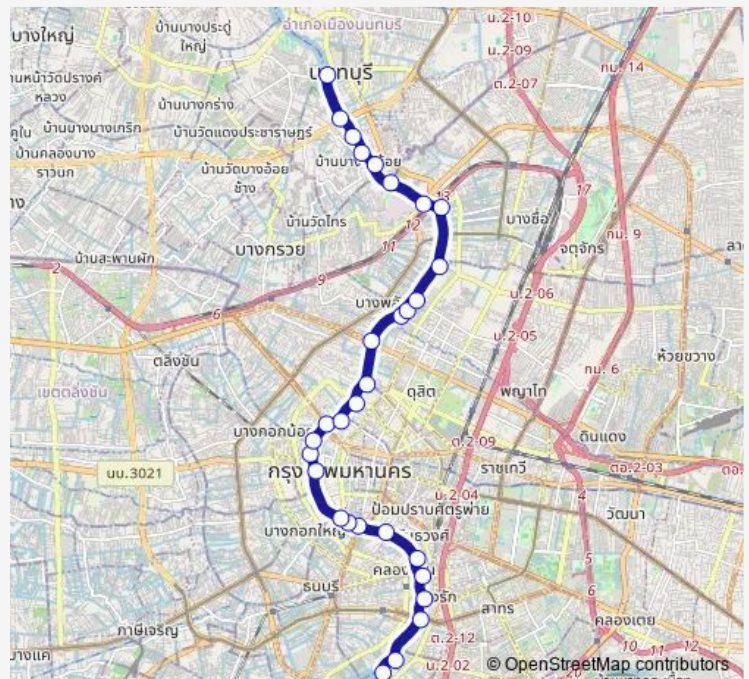 น.2-10
อำเภอเมืองนนทบุรี
บ้านบางประดู่
ใหญ่
บางใหญ่
น.2-09
ต.2-07
กม. 14
บ้านบางกร่าง
หลวง
บ้านบางนางเกริก
บ้านวัดแดงประชาราษฎร์
บ้านคลองบาง
ราวนก
บ้านวัดบางอ้อย
ช้าง
13
17
บ้านวัดไทร
12
บางซื่อ
กม. 9
11
บางกรวย
จตุจักร
บ้านสะพานผัก
2
9
น.2-06
6
น.2-05
ตลิ่งชัน
ห้วยขวาง
กม. 6
เขตตลิ่งชัน
ดุสิต
พญาไท
บางคอกน้อย
ต.2-09
ดินแดง
นบ.3021
ราชเทวี
ตอ.2-03
ตอ.
น.2-04
4
ป้อมปราบศัตรูพ่าย
วัฒนา
บางกอกใหญ่
5
ธนบุรี
6
สาทร
คลองเตย
ภาษีเจริญ
ต.2-12
10
11
12
น.2.02
© OpenStreetMap contributors